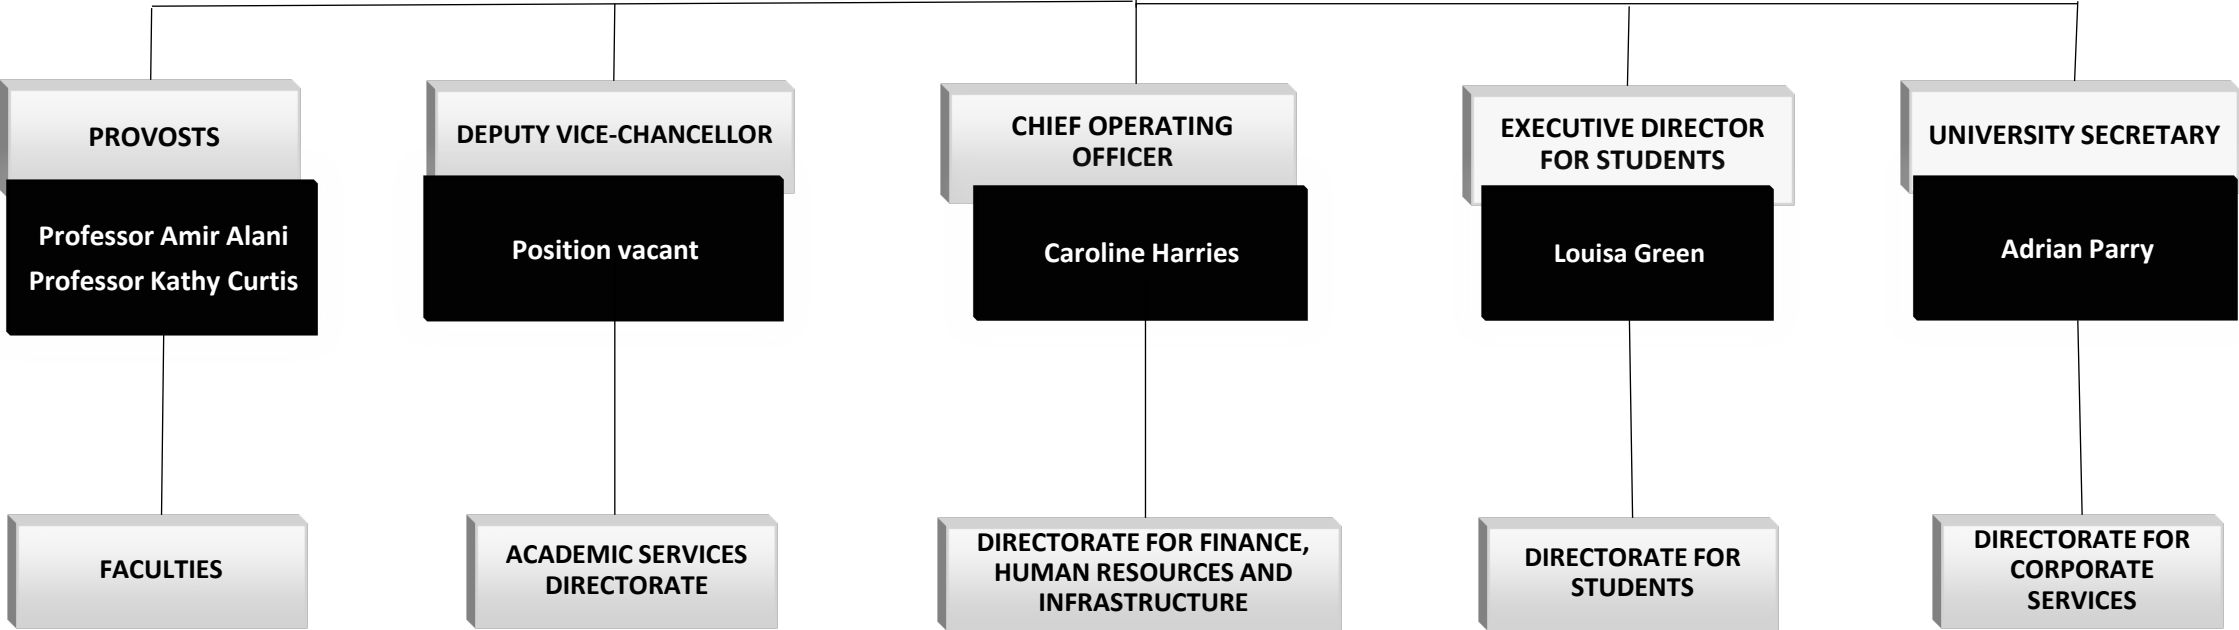 PROVOSTS
Professor Amir Alani
Professor Kathy Curtis
FACULTIES
DEPUTY VICE-CHANCELLOR
Position vacant
ACADEMIC SERVICES
DIRECTORATE
CHIEF OPERATING
OFFICER
Caroline Harries
DIRECTORATE FOR FINANCE,
HUMAN RESOURCES AND
INFRASTRUCTURE
EXECUTIVE DIRECTOR
FOR STUDENTS
Louisa Green
DIRECTORATE FOR
STUDENTS
UNIVERSITY SECRETARY
Adrian Parry
DIRECTORATE FOR
CORPORATE
SERVICES